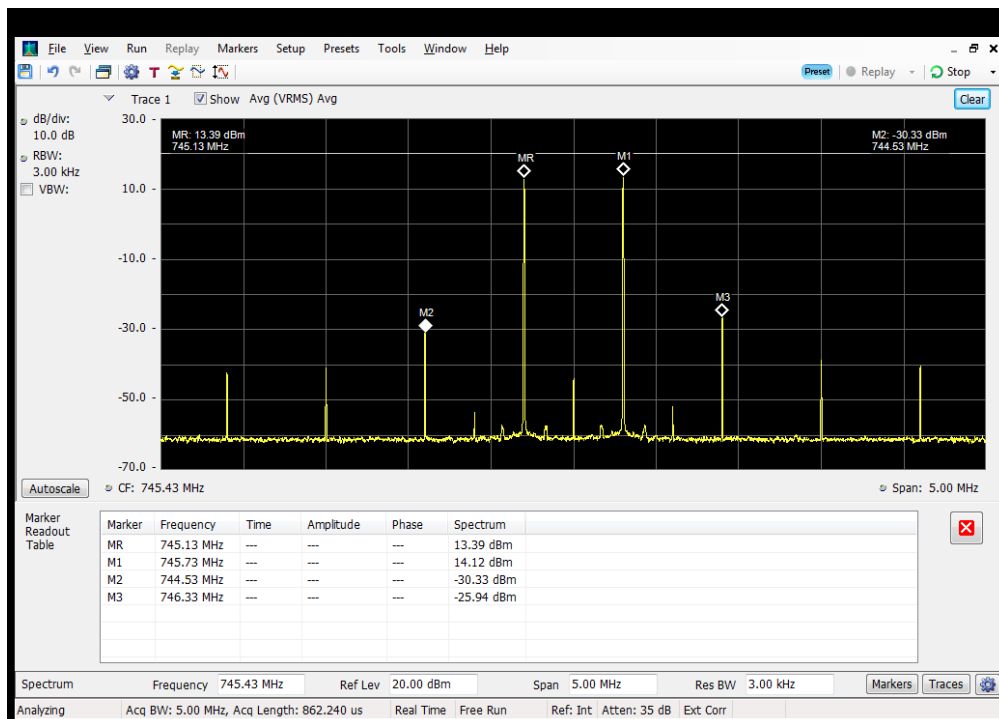 File View Run Replay Markers Setup Presets Tools Window Help
T Preset Replay Stop
Trace 1 Show Avg (VRMS) Avg Clear
dB/div:
10.0 dB
RBW:
3.00 kHz
VBW:
30.0
10.0
-10.0
-30.0
-50.0
-70.0
MR: 13.39 dBm
745.13 MHz
M2: -30.33 dBm
744.53 MHz
MR
M1
M2
M3
Autoscale CF: 745.43 MHz Span: 5.00 MHz
Marker
Readout
Table
Marker Frequency Time Amplitude Phase Spectrum
MR 745.13 MHz --- --- --- 13.39 dBm
M1 745.73 MHz --- --- --- 14.12 dBm
M2 744.53 MHz --- --- --- -30.33 dBm
M3 746.33 MHz --- --- --- -25.94 dBm
Spectrum Frequency 745.43 MHz Ref Lev 20.00 dBm Span 5.00 MHz Res BW 3.00 kHz Markers Traces
Analyzing Acq BW: 5.00 MHz, Acq Length: 862.240 us Real Time Free Run Ref: Int Atten: 35 dB Ext Corr